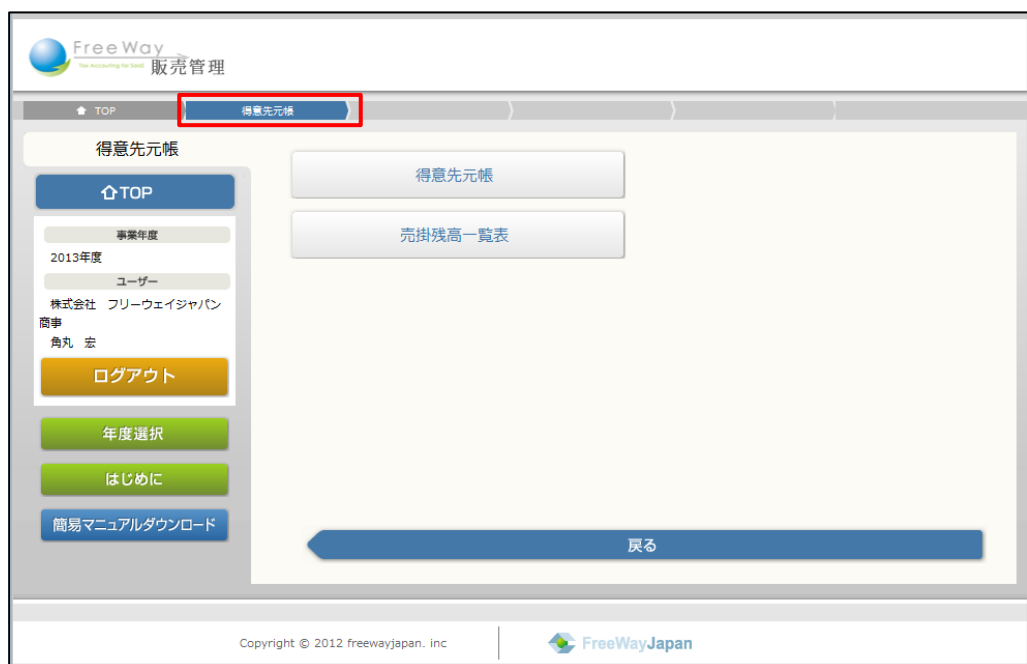 FreeWay
Tax Accounting for SaaS
販売管理
TOP
得意先元帳
得意先元帳
TOP
事業年度
2013年度
ユーザー
株式会社　フリーウェイジャパン
商事
角丸　宏
ログアウト
年度選択
はじめに
簡易マニュアルダウンロード
得意先元帳
売掛残高一覧表
戻る
Copyright © 2012 freewayjapan. inc
FreeWayJapan